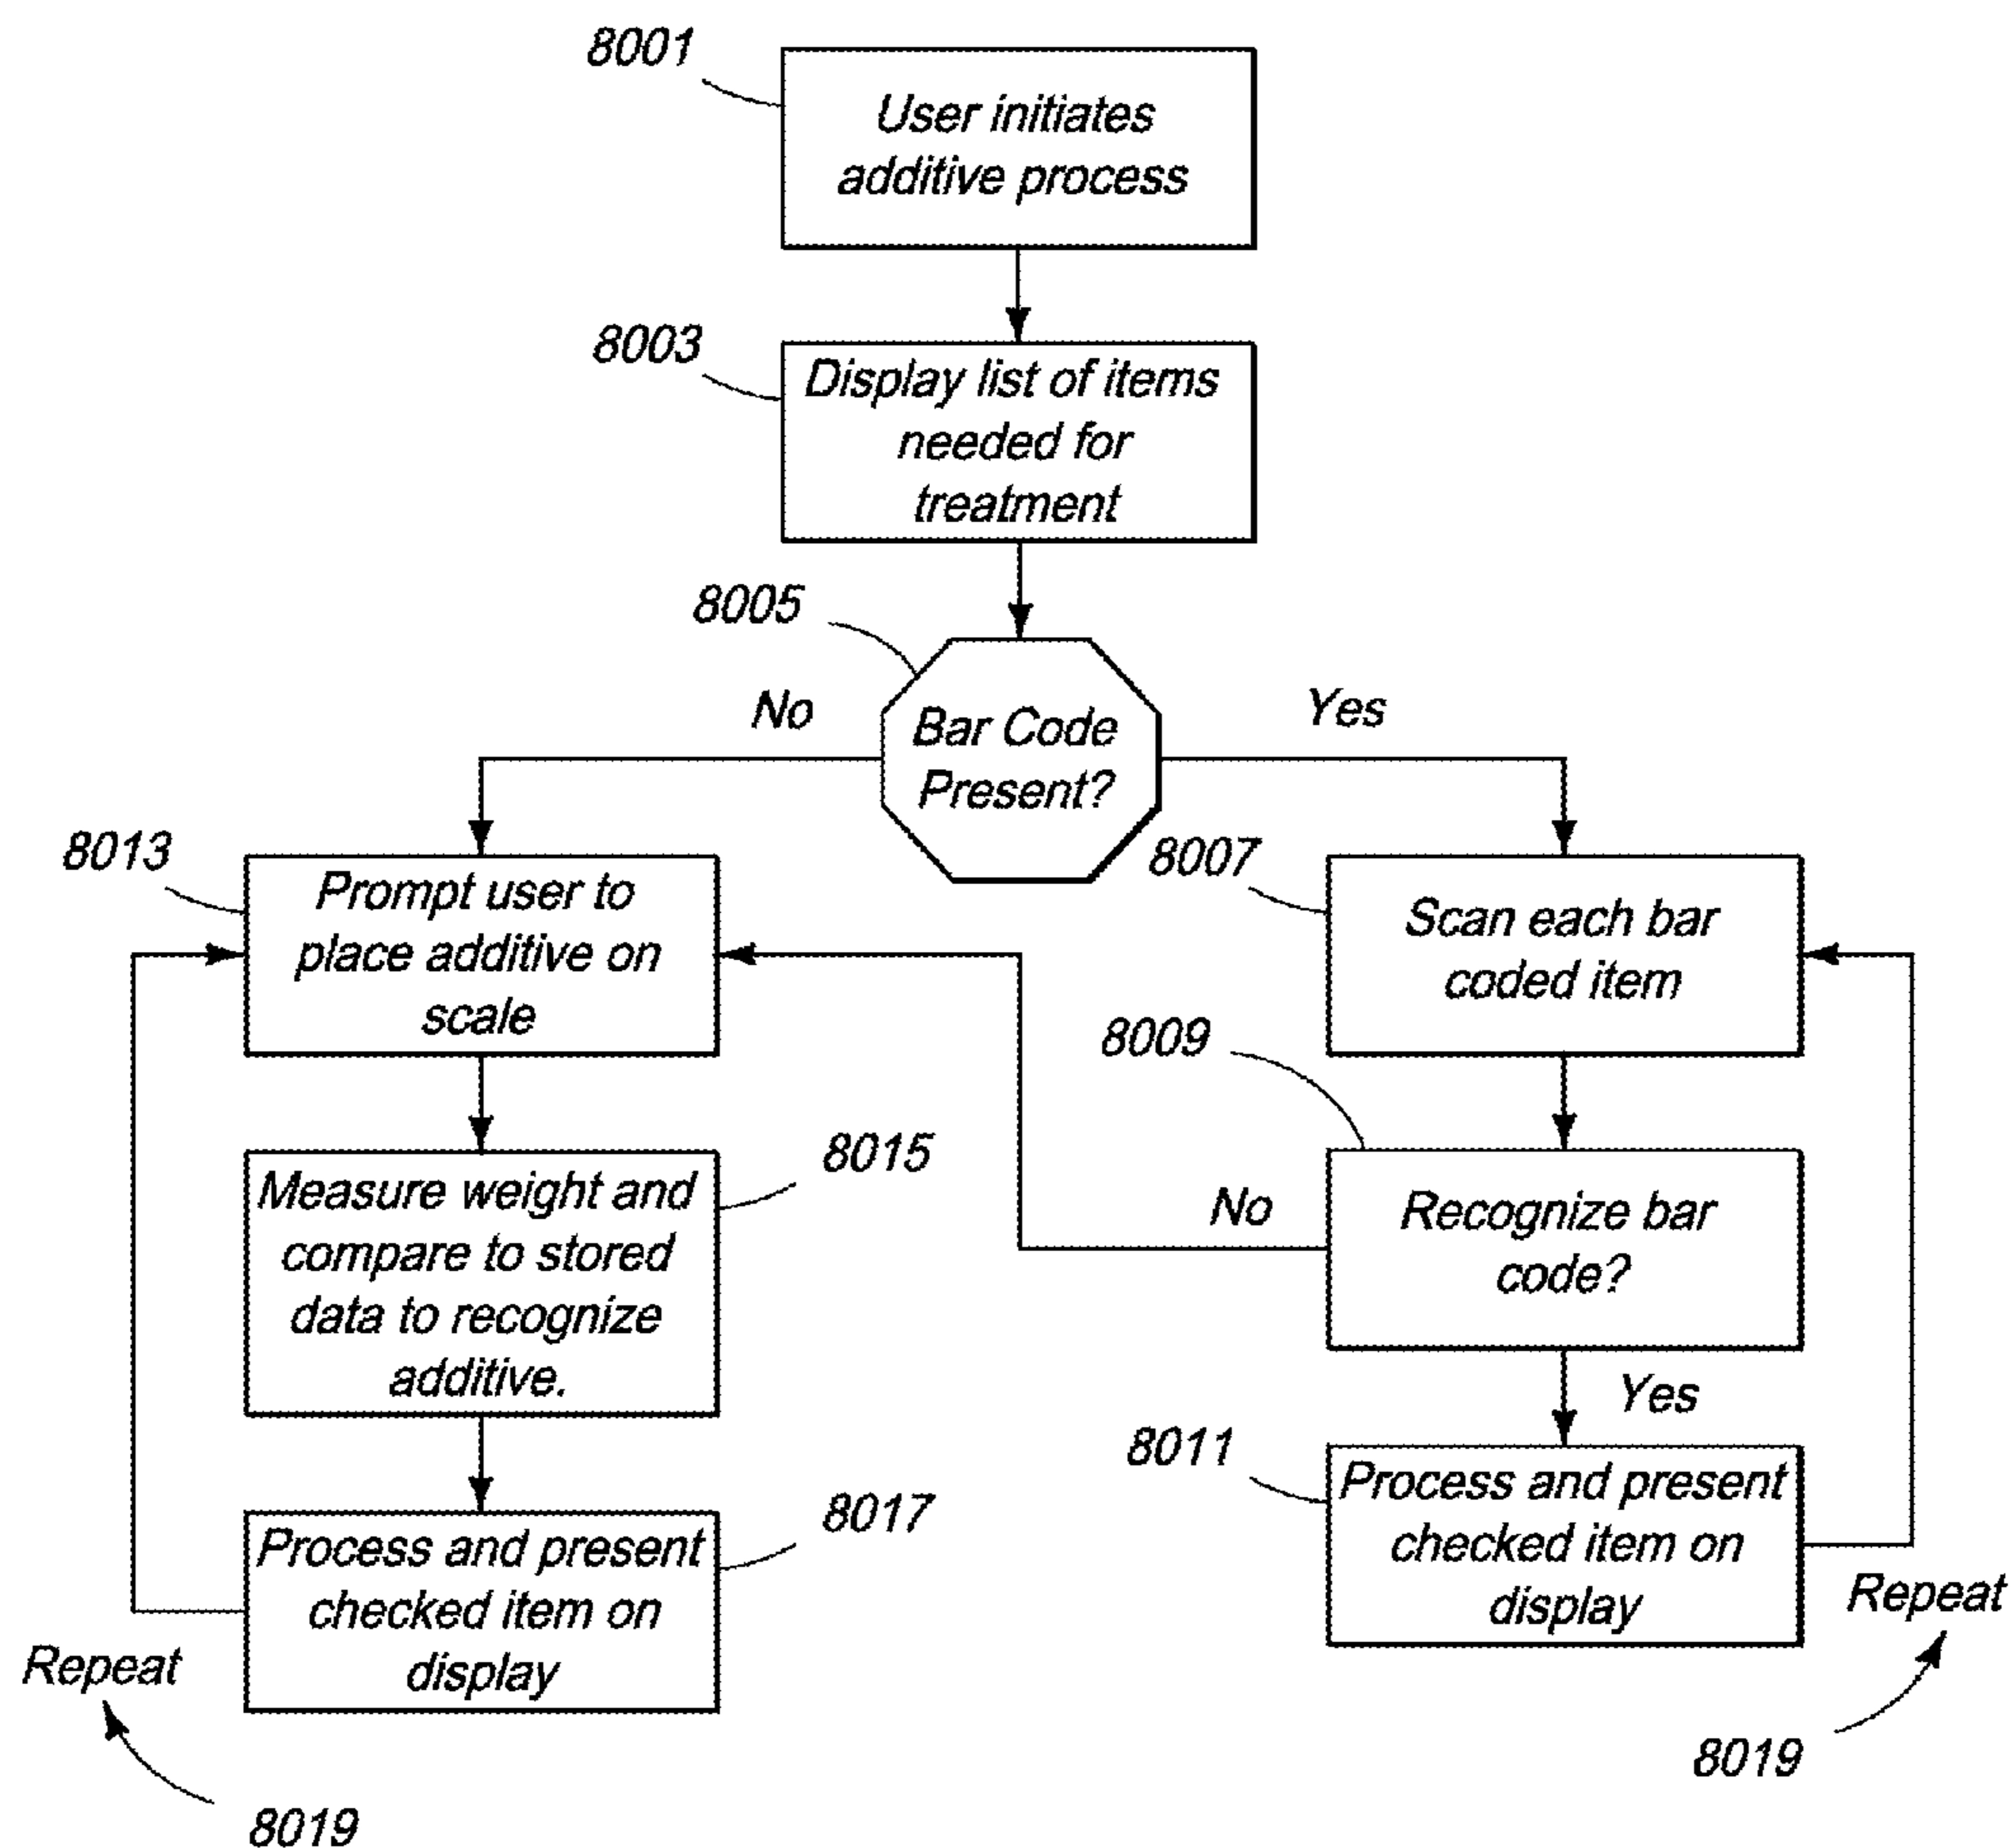 8001
User initiates
additive process
8003
Display list of items
needed for
treatment
8005
Bar Code
Present?
No
Yes
8013
Prompt user to
place additive on
scale
8007
Scan each bar
coded item
8009
Recognize bar
code?
No
Yes
8015
Measure weight and
compare to stored
data to recognize
additive.
8011
Process and present
checked item on
display
Repeat
8019
8017
Process and present
checked item on
display
Repeat
8019